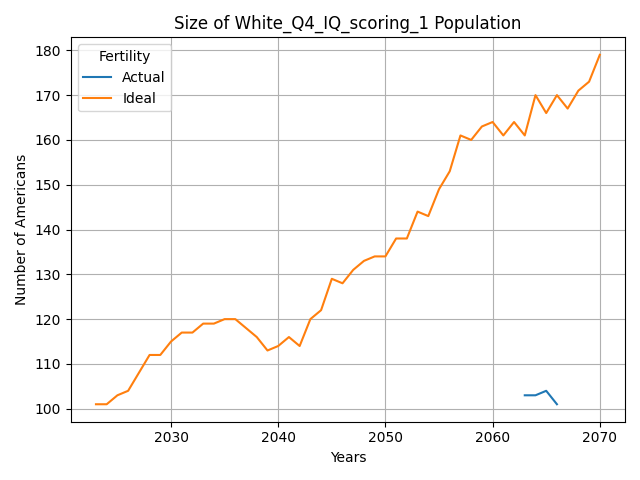 Size of White_Q4_IQ_scoring_1 Population
Fertility
Actual
Ideal
Number of Americans
180
170
160
150
140
130
120
110
100
2030 2040 2050 2060 2070
Years